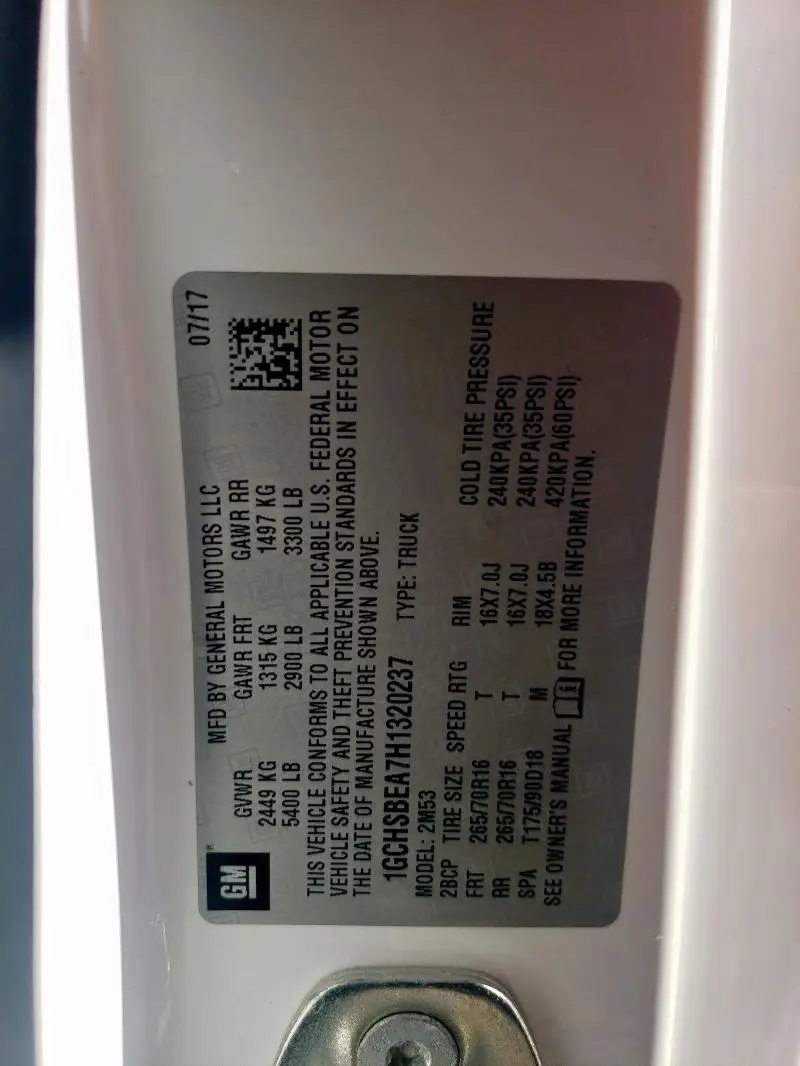 GM®
MFD BY GENERAL MOTORS LLC 07/17
GVWR GAWR FRT GAWR RR
2449 KG 1315 KG 1497 KG
5400 LB 2900 LB 3300 LB
THIS VEHICLE CONFORMS TO ALL APPLICABLE U.S. FEDERAL MOTOR
VEHICLE SAFETY AND THEFT PREVENTION STANDARDS IN EFFECT ON
THE DATE OF MANUFACTURE SHOWN ABOVE.
1GCHSBEA7H1320237 TYPE: TRUCK
MODEL: 2M53
2BCP TIRE SIZE SPEED RTG RIM COLD TIRE PRESSURE
FRT 265/70R16 T 16X7.0J 240KPA(35PSI)
RR 265/70R16 T 16X7.0J 240KPA(35PSI)
SPA T175/90D18 M 18X4.5B 420KPA(60PSI)
SEE OWNER'S MANUAL FOR MORE INFORMATION.